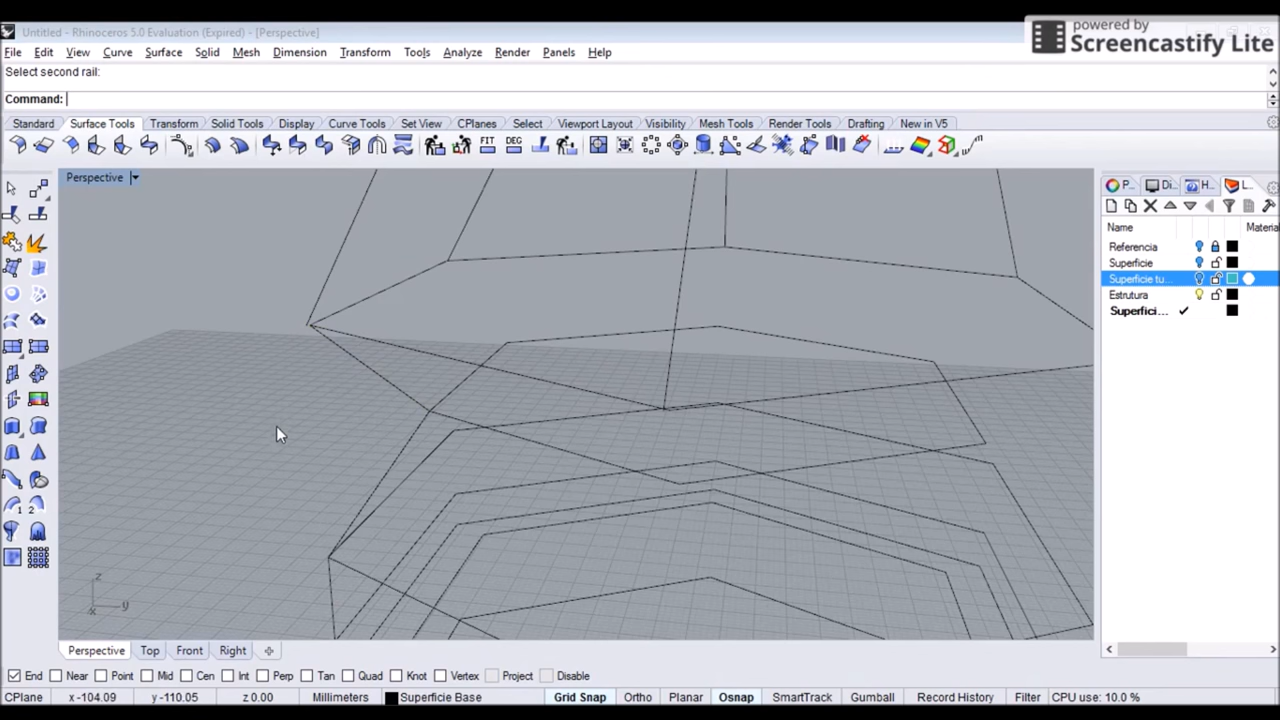 powered by
Screencastify Lite
Untitled - Rhinoceros 5.0 Evaluation (Expired) - [Perspective]
File Edit View Curve Surface Solid Mesh Dimension Transform Tools Analyze Render Panels Help
Select second rail:
Command:
Standard Surface Tools Transform Solid Tools Display Curve Tools Set View CPlanes Select Viewport Layout Visibility Mesh Tools Render Tools Drafting New in V5
FIT DEG
Perspective
P... Di... H... L...
Name Materia
Referencia
Superficie
Superficie tu...
Estrutura
Superfici...
1 2
z
x y
Perspective Top Front Right
End Near Point Mid Cen Int Perp Tan Quad Knot Vertex Project Disable
CPlane x -104.09 y -110.05 z 0.00 Millimeters Superficie Base Grid Snap Ortho Planar Osnap SmartTrack Gumball Record History Filter CPU use: 10.0 %